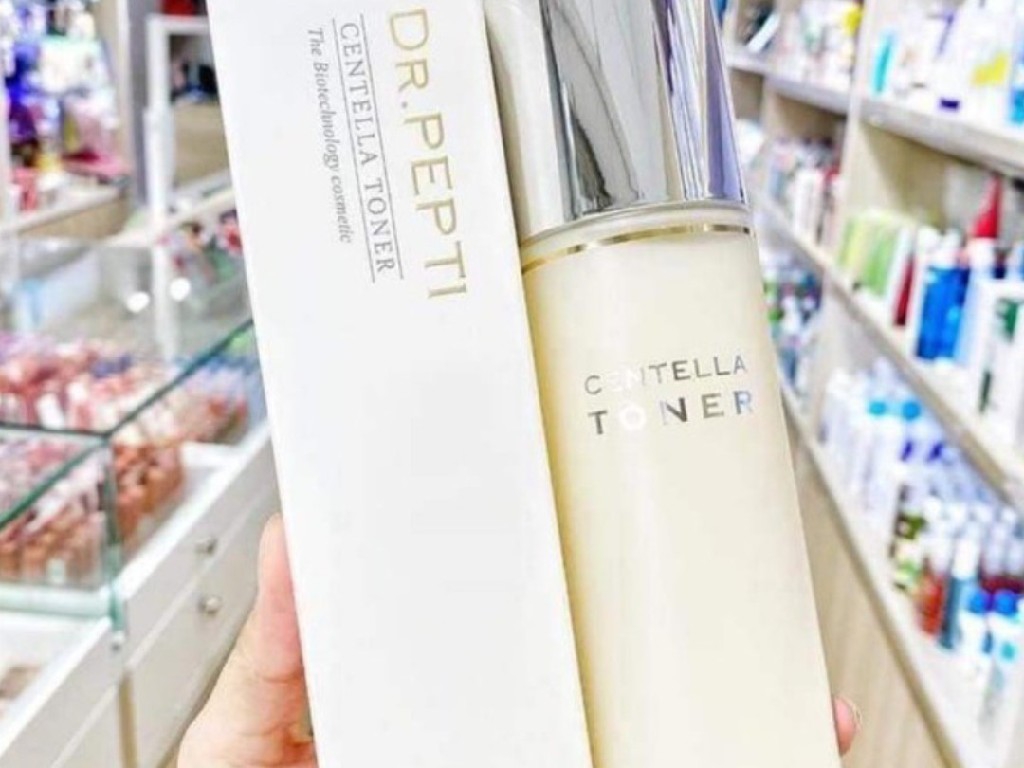 DR.PEPTI
CENTELLA TONER
The Biotechnology cosmetic
CENTELLA
TONER